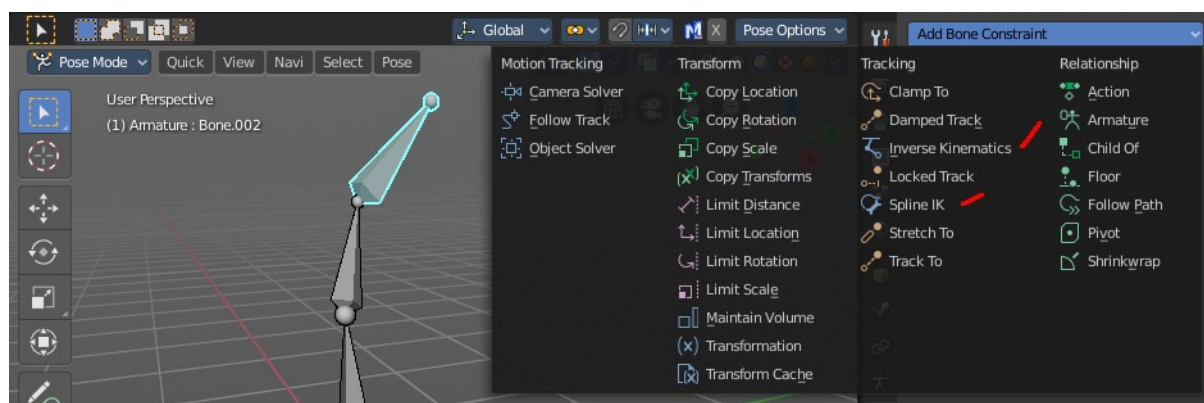 Global
X
Pose Options
Add Bone Constraint
Pose Mode
Quick
View
Navi
Select
Pose
User Perspective
(1) Armature : Bone.002
Motion Tracking
Camera Solver
Follow Track
Object Solver
Transform
Copy Location
Copy Rotation
Copy Scale
Copy Transforms
Limit Distance
Limit Location
Limit Rotation
Limit Scale
Maintain Volume
Transformation
Transform Cache
Tracking
Clamp To
Damped Track
Inverse Kinematics
Locked Track
Spline IK
Stretch To
Track To
Relationship
Action
Armature
Child Of
Floor
Follow Path
Pivot
Shrinkwrap